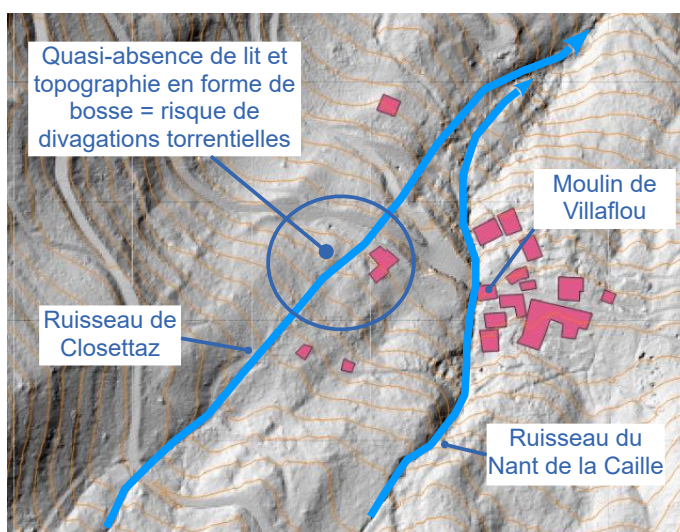 Quasi-absence de lit et
topographie en forme de
bosse = risque de
divagations torrentielles
Moulin de
Villaflou
Ruisseau de
Closettaz
Ruisseau du
Nant de la Caille